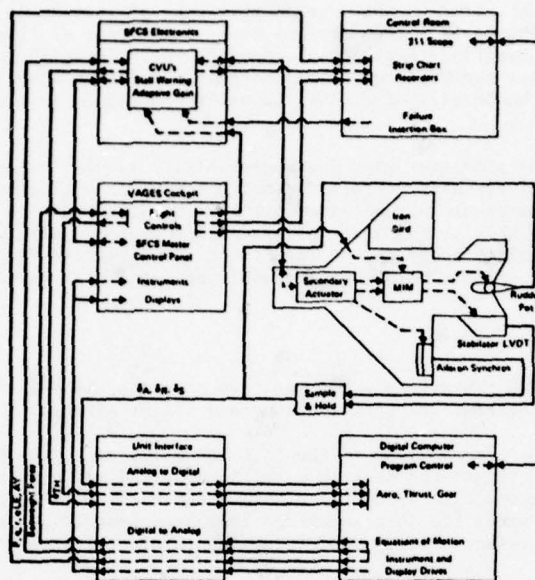 SFCS Electronics
CVU's
Stall Warning
Adaptive Gain
Control Room
311 Scope
Strip Chart
Recorders
Failure
Insertion Box
VAGES Cockpit
Flight
Controls
SFCS Master
Control Panel
Instruments
Displays
Iron
Bird
Secondary
Actuator
MIM
Rudder
Pot
Stabilator LVDT
Aileron Synchros
δA, δR, δS
Sample
& Hold
Unit Interface
Analog to Digital
Digital to Analog
Digital Computer
Program Control
Aero, Thrust, Gear
Equations of Motion
Instrument and
Display Drives
δTH